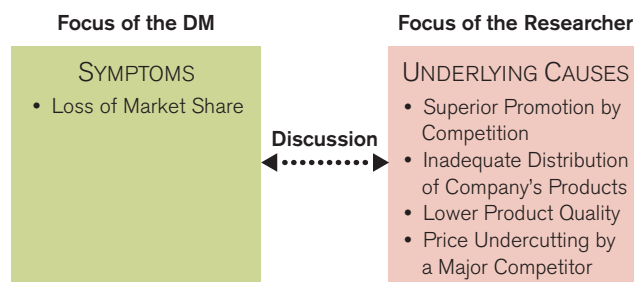 Focus of the DM
Focus of the Researcher
SYMPTOMS
• Loss of Market Share
Discussion
UNDERLYING CAUSES
• Superior Promotion by
Competition
• Inadequate Distribution
of Company's Products
• Lower Product Quality
• Price Undercutting by
a Major Competitor